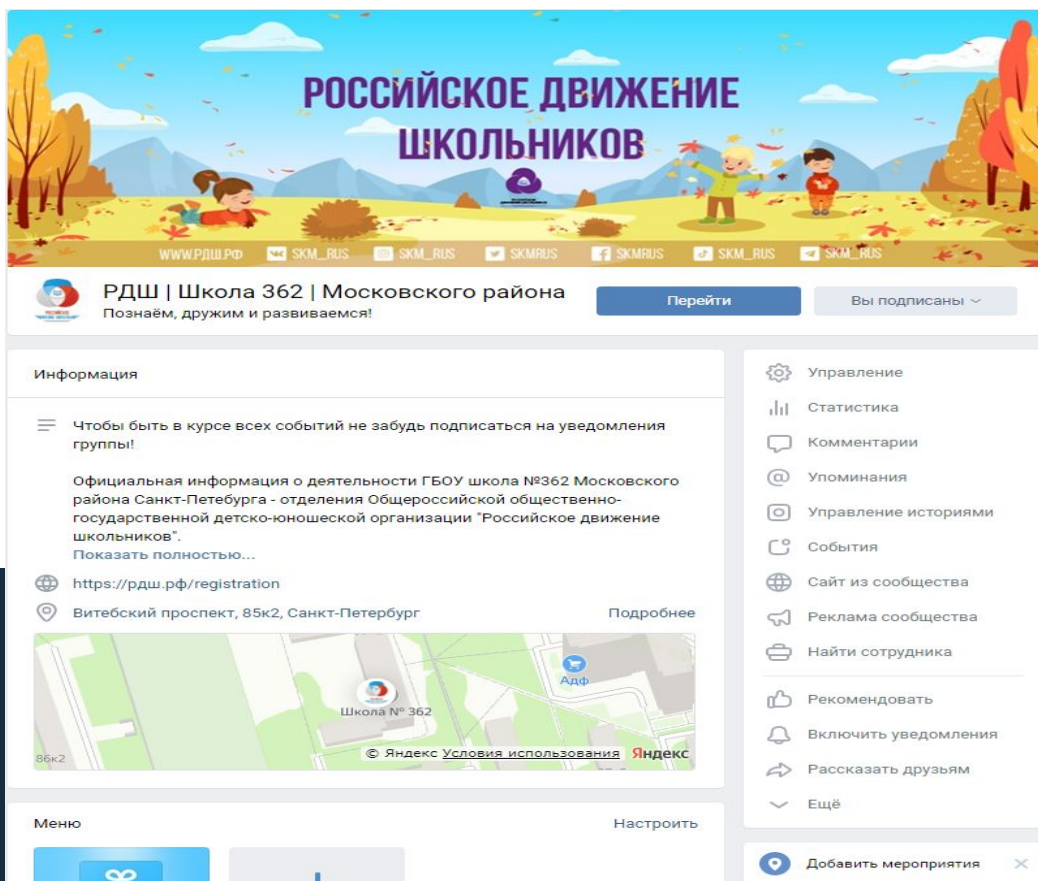 РОССИЙСКОЕ ДВИЖЕНИЕ
ШКОЛЬНИКОВ
WWW.РДШ.РФ SKM_RUS SKM_RUS SKMRUS SKMRUS SKM_RUS SKM_RUS
РДШ | Школа 362 | Московского района
Познаём, дружим и развиваемся!
Перейти
Вы подписаны
Информация
Чтобы быть в курсе всех событий не забудь подписаться на уведомления
группы!
Официальная информация о деятельности ГБОУ школа №362 Московского
района Санкт-Петебурга - отделения Общероссийской общественно-
государственной детско-юношеской организации "Российское движение
школьников".
Показать полностью...
https://рдш.рф/registration
Витебский проспект, 85к2, Санкт-Петербург
Подробнее
Адф
Школа № 362
86к2
© Яндекс Условия использования Яндекс
Меню
Настроить
Управление
Статистика
Комментарии
Упоминания
Управление историями
События
Сайт из сообщества
Реклама сообщества
Найти сотрудника
Рекомендовать
Включить уведомления
Рассказать друзьям
Ещё
Добавить мероприятия